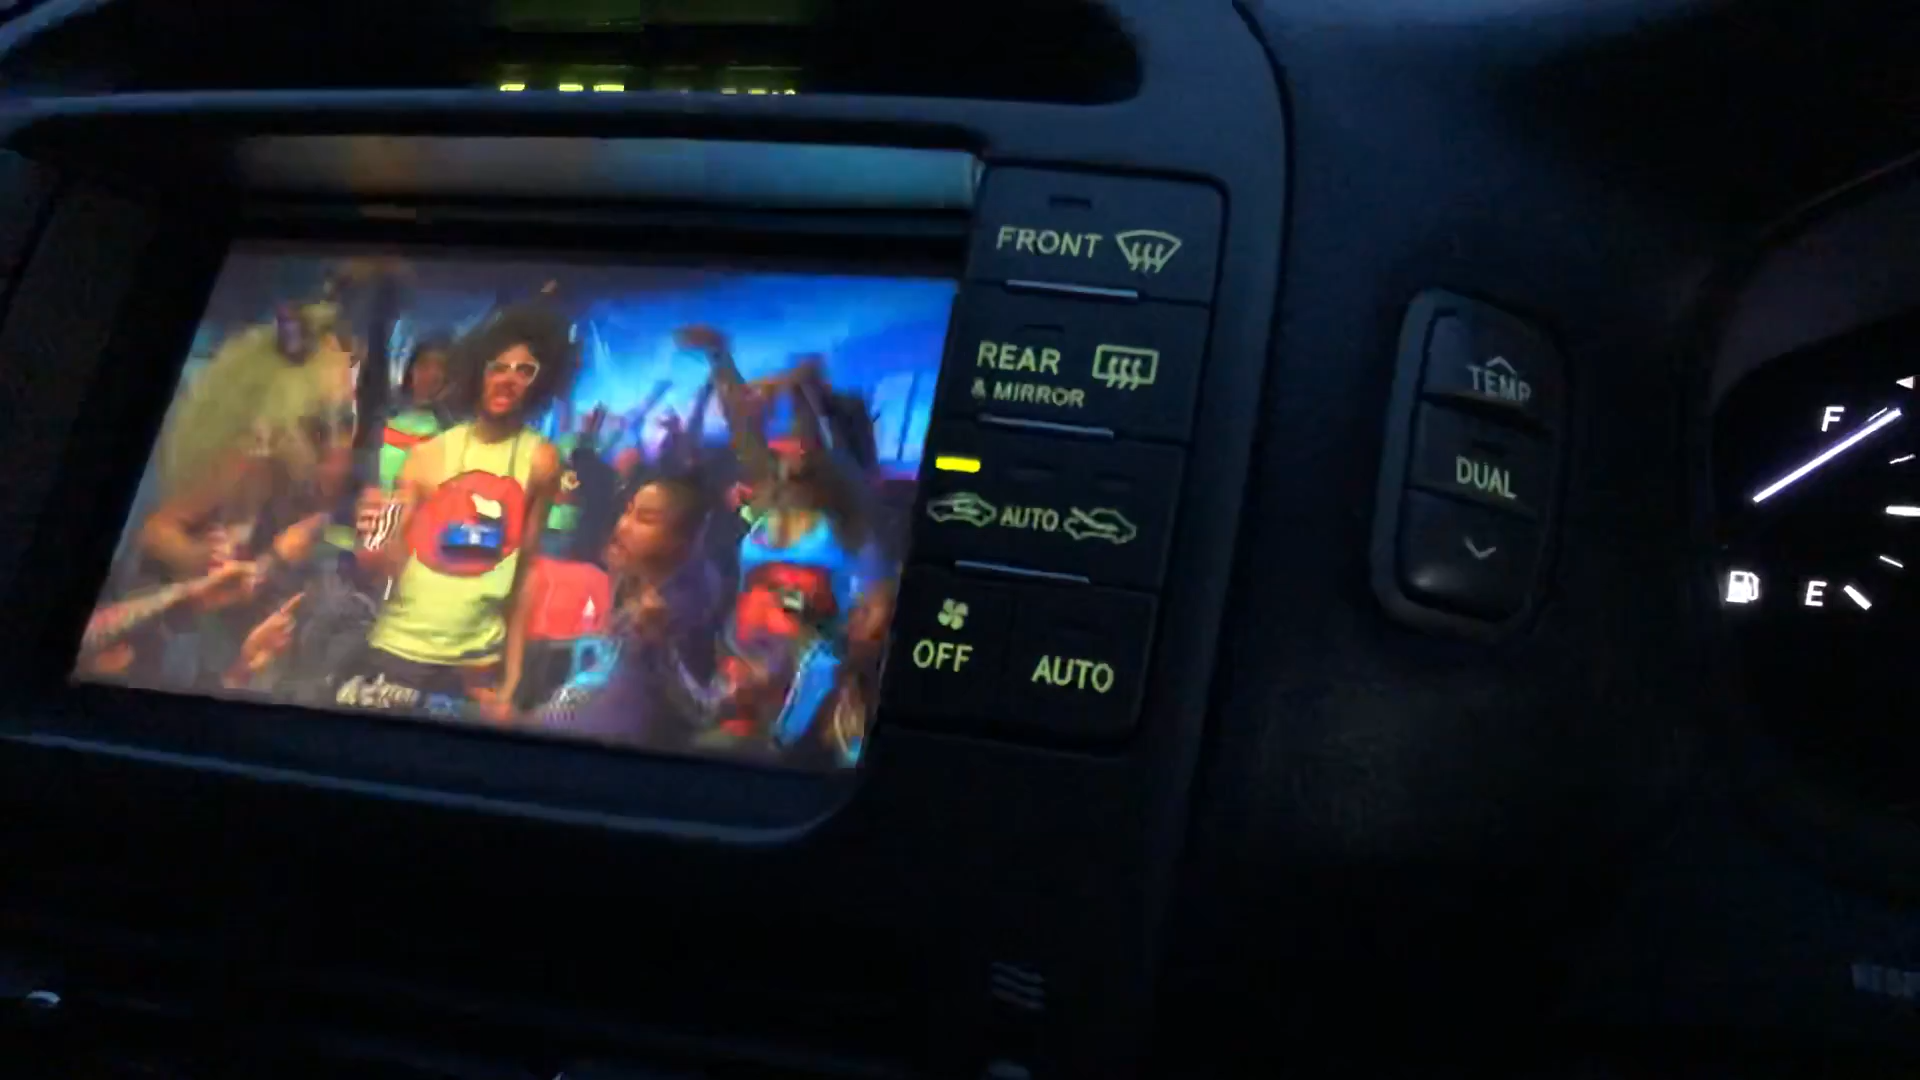 FRONT
REAR
& MIRROR
AUTO
OFF
AUTO
TEMP
DUAL
F
E